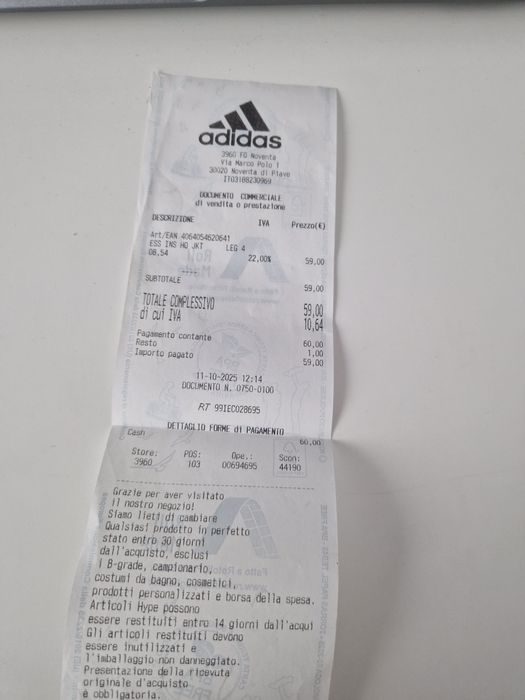 adidas
3960 FO Noventa
Via Marco Polo 1
30020 Noventa di Piave
IT03188230969
DOCUMENTO COMMERCIALE
di vendita o prestazione
DESCRIZIONE IVA Prezzo(€)
Art/EAN 4064054620641
ESS INS HO JKT LEG 4
08.54 22,00% 59,00
----
SUBTOTALE 59,00
TOTALE COMPLESSIVO 59,00
di cui IVA 10,64
Pagamento contante 60,00
Resto 1,00
Importo pagato 59,00
11-10-2025 12:14
DOCUMENTO N. 0750-0106
RT 99IEC028695
DETTAGLIO FORME di PAGAMENTO
Cash 60,00
Store: POS: Ope.: Scon:
3960 103 00694695 44190
Grazie per aver visitato
il nostro negozio!
Siamo lieti di cambiare
Qualsiasi prodotto in perfetto
stato entro 30 giorni
dall'acquisto, esclusi
i B-grade, campionario,
costumi da bagno, cosmetici,
prodotti personalizzati e borsa della spesa.
Articoli Hype possono
essere restituiti entro 14 giorni dall'acqui
Gli articoli restituiti devono
essere inutilizzati e
l'imballaggio non danneggiato.
Presentazione della ricevuta
originale d'acquisto
è obbligatoria.